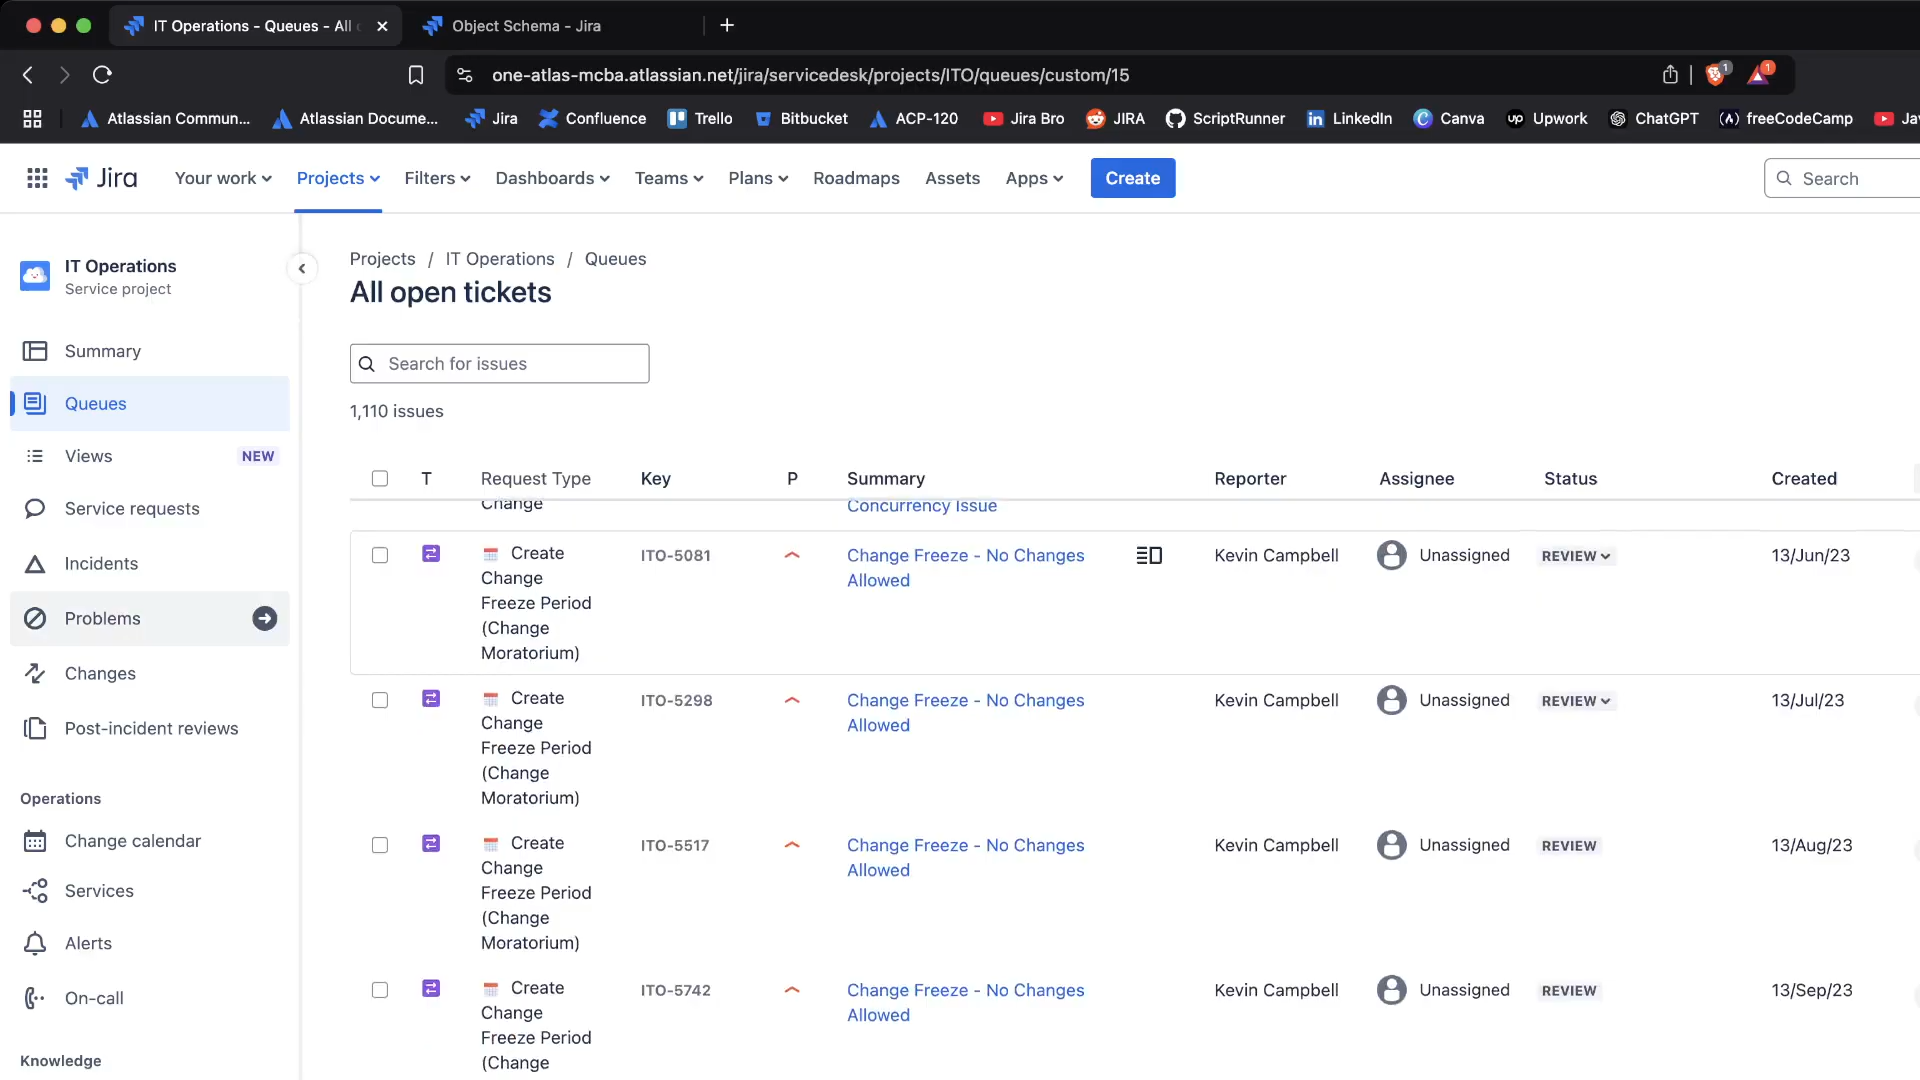 IT Operations - Queues - All
Object Schema - Jira
one-atlas-mcba.atlassian.net/jira/servicedesk/projects/ITO/queues/custom/15
1
1
Atlassian Commun...
Atlassian Docume...
Jira
Confluence
Trello
Bitbucket
ACP-120
Jira Bro
JIRA
ScriptRunner
LinkedIn
Canva
Upwork
ChatGPT
freeCodeCamp
Jira
Your work
Projects
Filters
Dashboards
Teams
Plans
Roadmaps
Assets
Apps
Create
Search
IT Operations
Service project
Summary
Queues
Views NEW
Service requests
Incidents
Problems
Changes
Post-incident reviews
Operations
Change calendar
Services
Alerts
On-call
Knowledge
Projects / IT Operations / Queues
All open tickets
Search for issues
1,110 issues
T Request Type Key P Summary Reporter Assignee Status Created
Change Concurrency Issue
Create ITO-5081 Change Freeze - No Changes Kevin Campbell Unassigned REVIEW 13/Jun/23
Change Allowed
Freeze Period
(Change
Moratorium)
Create ITO-5298 Change Freeze - No Changes Kevin Campbell Unassigned REVIEW 13/Jul/23
Change Allowed
Freeze Period
(Change
Moratorium)
Create ITO-5517 Change Freeze - No Changes Kevin Campbell Unassigned REVIEW 13/Aug/23
Change Allowed
Freeze Period
(Change
Moratorium)
Create ITO-5742 Change Freeze - No Changes Kevin Campbell Unassigned REVIEW 13/Sep/23
Change Allowed
Freeze Period
(Change